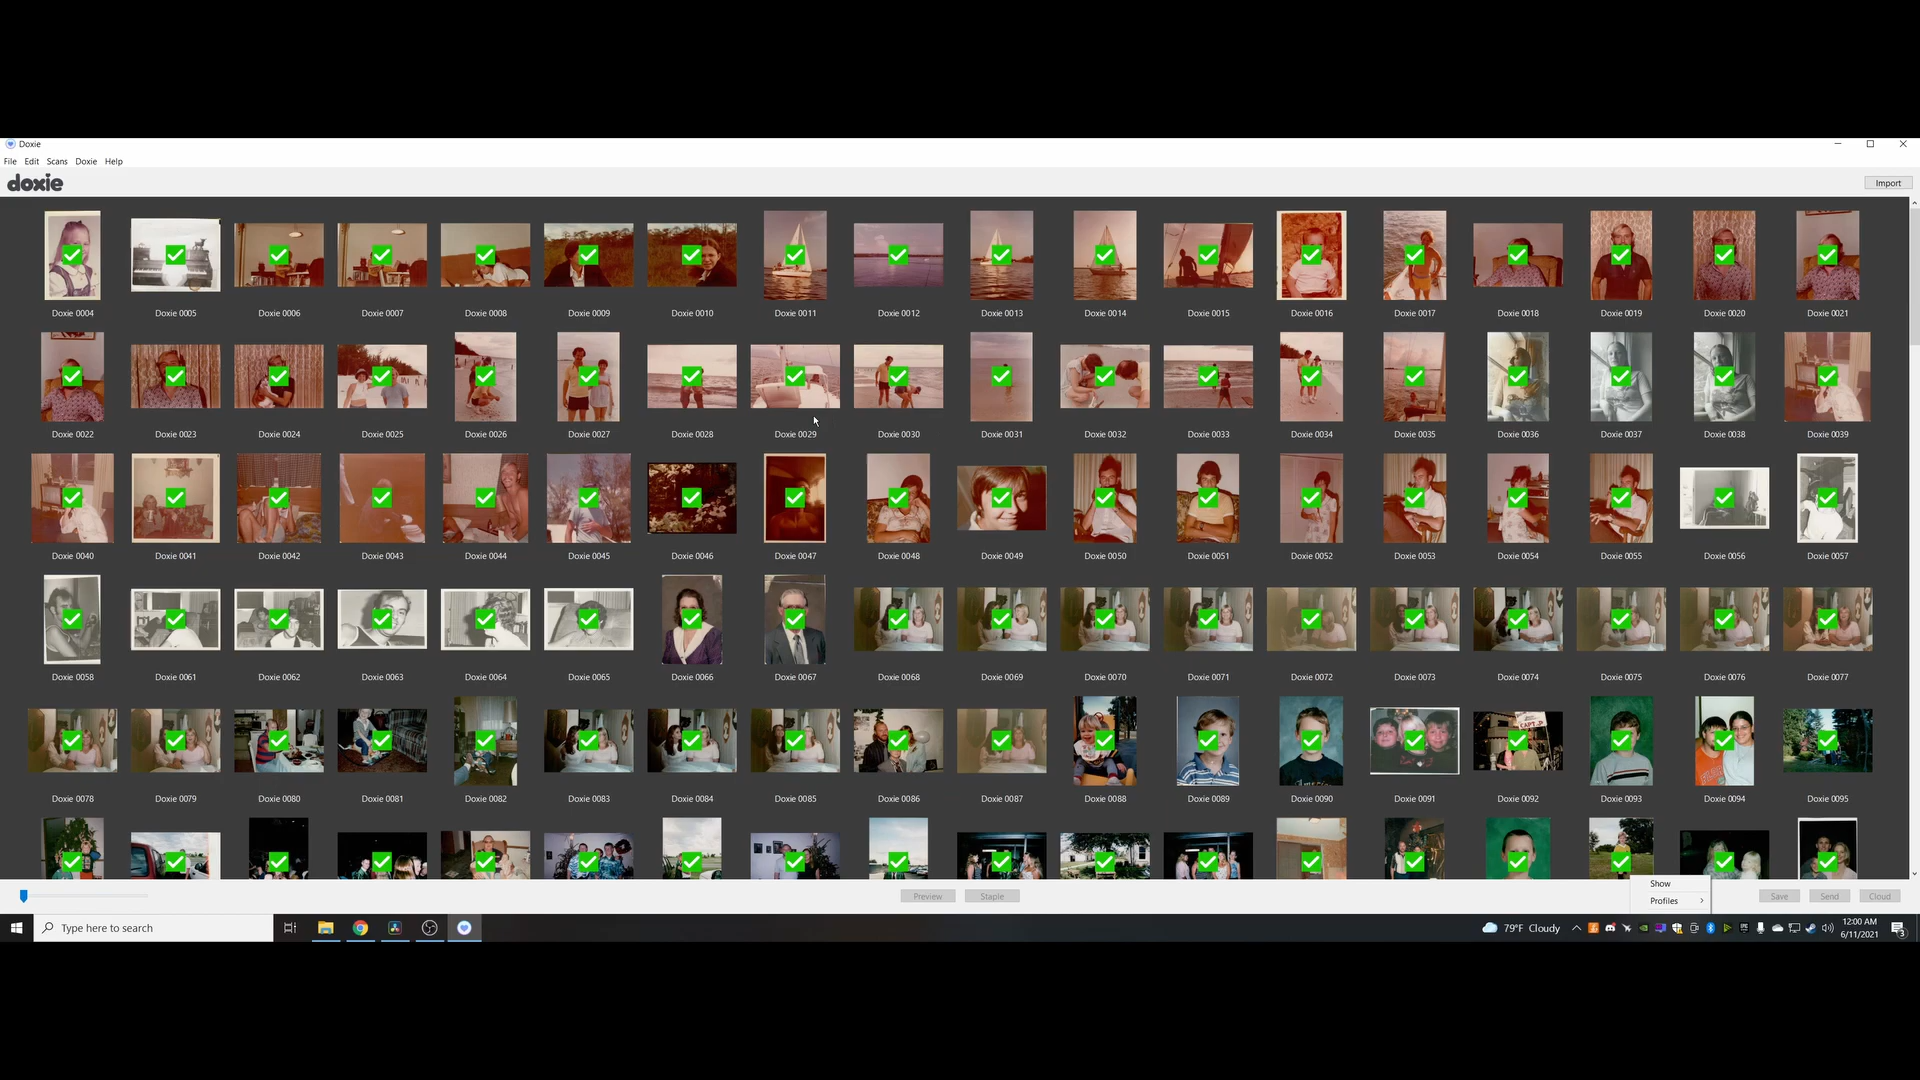 Doxie
File Edit Scans Doxie Help
doxie
Import
Doxie 0004 Doxie 0005 Doxie 0006 Doxie 0007 Doxie 0008 Doxie 0009 Doxie 0010 Doxie 0011 Doxie 0012 Doxie 0013 Doxie 0014 Doxie 0015 Doxie 0016 Doxie 0017 Doxie 0018 Doxie 0019 Doxie 0020 Doxie 0021
Doxie 0022 Doxie 0023 Doxie 0024 Doxie 0025 Doxie 0026 Doxie 0027 Doxie 0028 Doxie 0029 Doxie 0030 Doxie 0031 Doxie 0032 Doxie 0033 Doxie 0034 Doxie 0035 Doxie 0036 Doxie 0037 Doxie 0038 Doxie 0039
Doxie 0040 Doxie 0041 Doxie 0042 Doxie 0043 Doxie 0044 Doxie 0045 Doxie 0046 Doxie 0047 Doxie 0048 Doxie 0049 Doxie 0050 Doxie 0051 Doxie 0052 Doxie 0053 Doxie 0054 Doxie 0055 Doxie 0056 Doxie 0057
Doxie 0058 Doxie 0061 Doxie 0062 Doxie 0063 Doxie 0064 Doxie 0065 Doxie 0066 Doxie 0067 Doxie 0068 Doxie 0069 Doxie 0070 Doxie 0071 Doxie 0072 Doxie 0073 Doxie 0074 Doxie 0075 Doxie 0076 Doxie 0077
Doxie 0078 Doxie 0079 Doxie 0080 Doxie 0081 Doxie 0082 Doxie 0083 Doxie 0084 Doxie 0085 Doxie 0086 Doxie 0087 Doxie 0088 Doxie 0089 Doxie 0090 Doxie 0091 Doxie 0092 Doxie 0093 Doxie 0094 Doxie 0095
Show
Preview Staple Profiles Save Send Cloud
Type here to search 79°F Cloudy 12:00 AM
6/11/2021 3